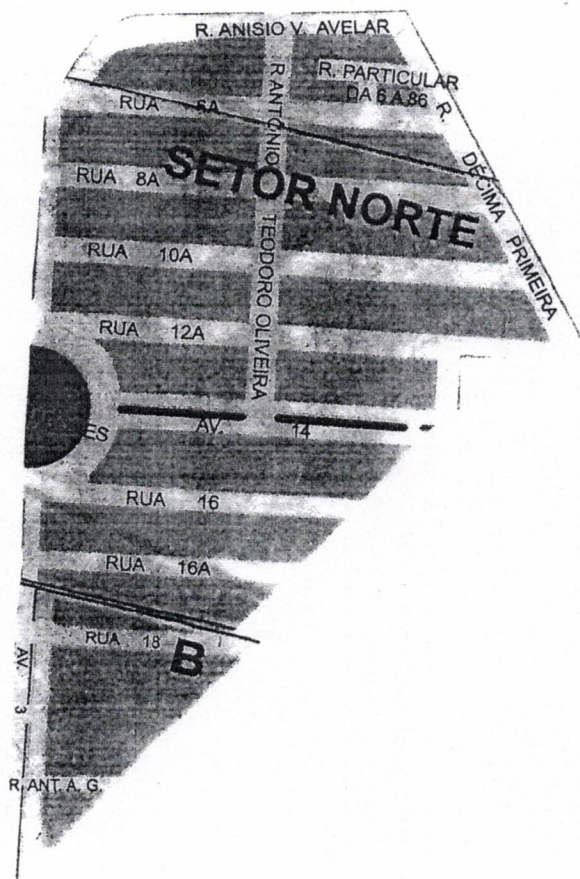 R. ANISIO V. AVELAR
R. PARTICULAR
DA 6 A 86
R. DÉCIMA PRIMEIRA
RUA 6A
R ANTÔNIO TEODORO OLIVEIRA
RUA 8A
SETOR NORTE
RUA 10A
RUA 12A
ES
AV. 14
RUA 16
RUA 16A
RUA 18
B
AV. 3
R. ANT. A. G.